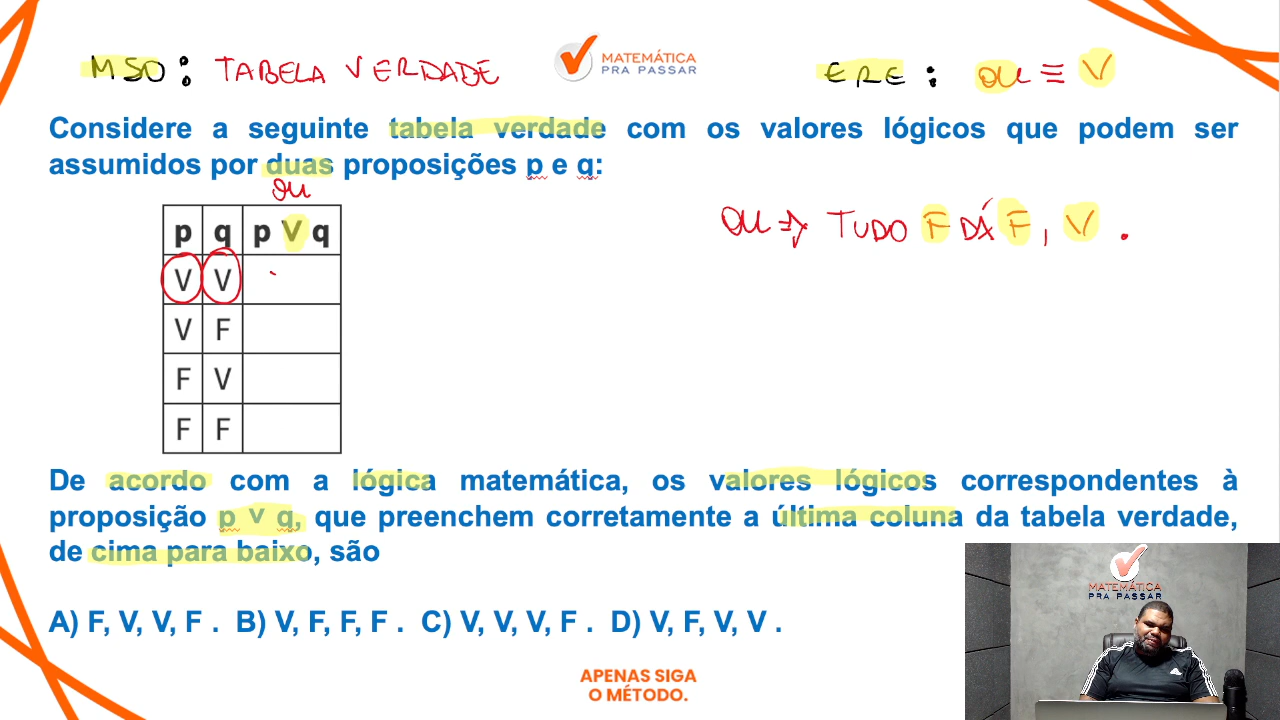 MSO : TABELA VERDADE
MATEMÁTICA
PRA PASSAR
ERE : OU ≡ V
Considere a seguinte tabela verdade com os valores lógicos que podem ser
assumidos por duas proposições p e q:
OU
p q p V q
V V
V F
F V
F F
OU => TUDO F DÁ F, V .
De acordo com a lógica matemática, os valores lógicos correspondentes à
proposição p v q, que preenchem corretamente a última coluna da tabela verdade,
de cima para baixo, são
A) F, V, V, F . B) V, F, F, F . C) V, V, V, F . D) V, F, V, V .
MATEMÁTICA
PRA PASSAR
APENAS SIGA
O MÉTODO.